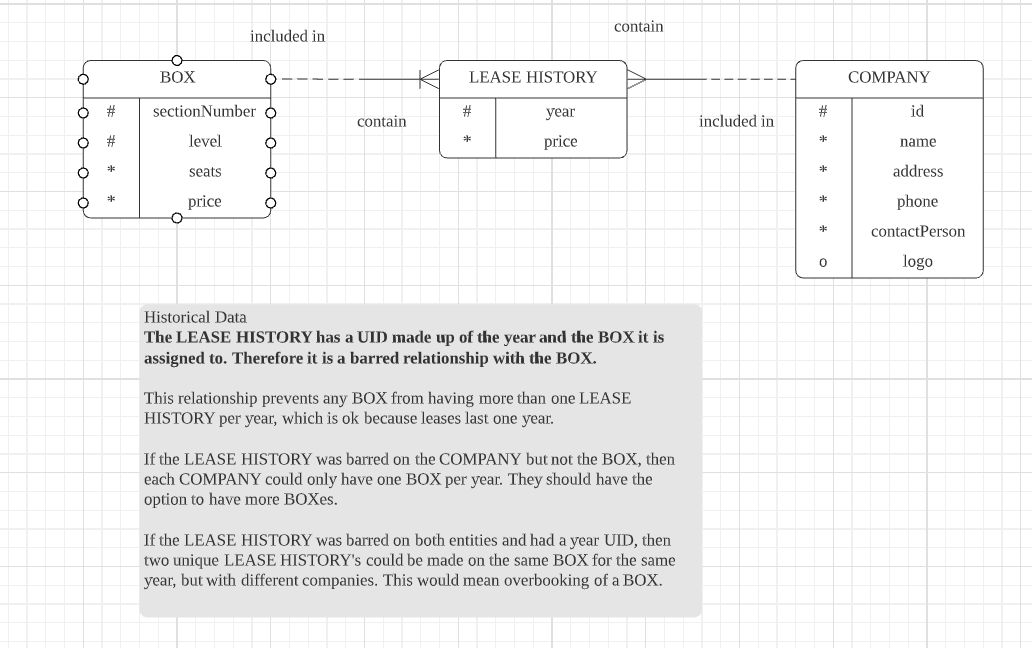 included in
contain
BOX
LEASE HISTORY
COMPANY
# sectionNumber
# level
* seats
* price
contain
# year
* price
included in
# id
* name
* address
* phone
* contactPerson
o logo
Historical Data
The LEASE HISTORY has a UID made up of the year and the BOX it is
assigned to. Therefore it is a barred relationship with the BOX.
This relationship prevents any BOX from having more than one LEASE
HISTORY per year, which is ok because leases last one year.
If the LEASE HISTORY was barred on the COMPANY but not the BOX, then
each COMPANY could only have one BOX per year. They should have the
option to have more BOXes.
If the LEASE HISTORY was barred on both entities and had a year UID, then
two unique LEASE HISTORY's could be made on the same BOX for the same
year, but with different companies. This would mean overbooking of a BOX.